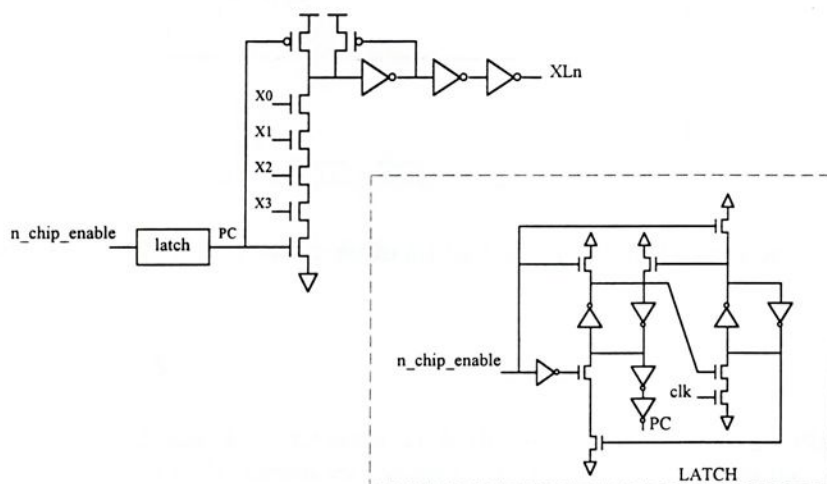 XLn
X0
X1
X2
X3
n_chip_enable
latch
PC
n_chip_enable
clk
PC
LATCH